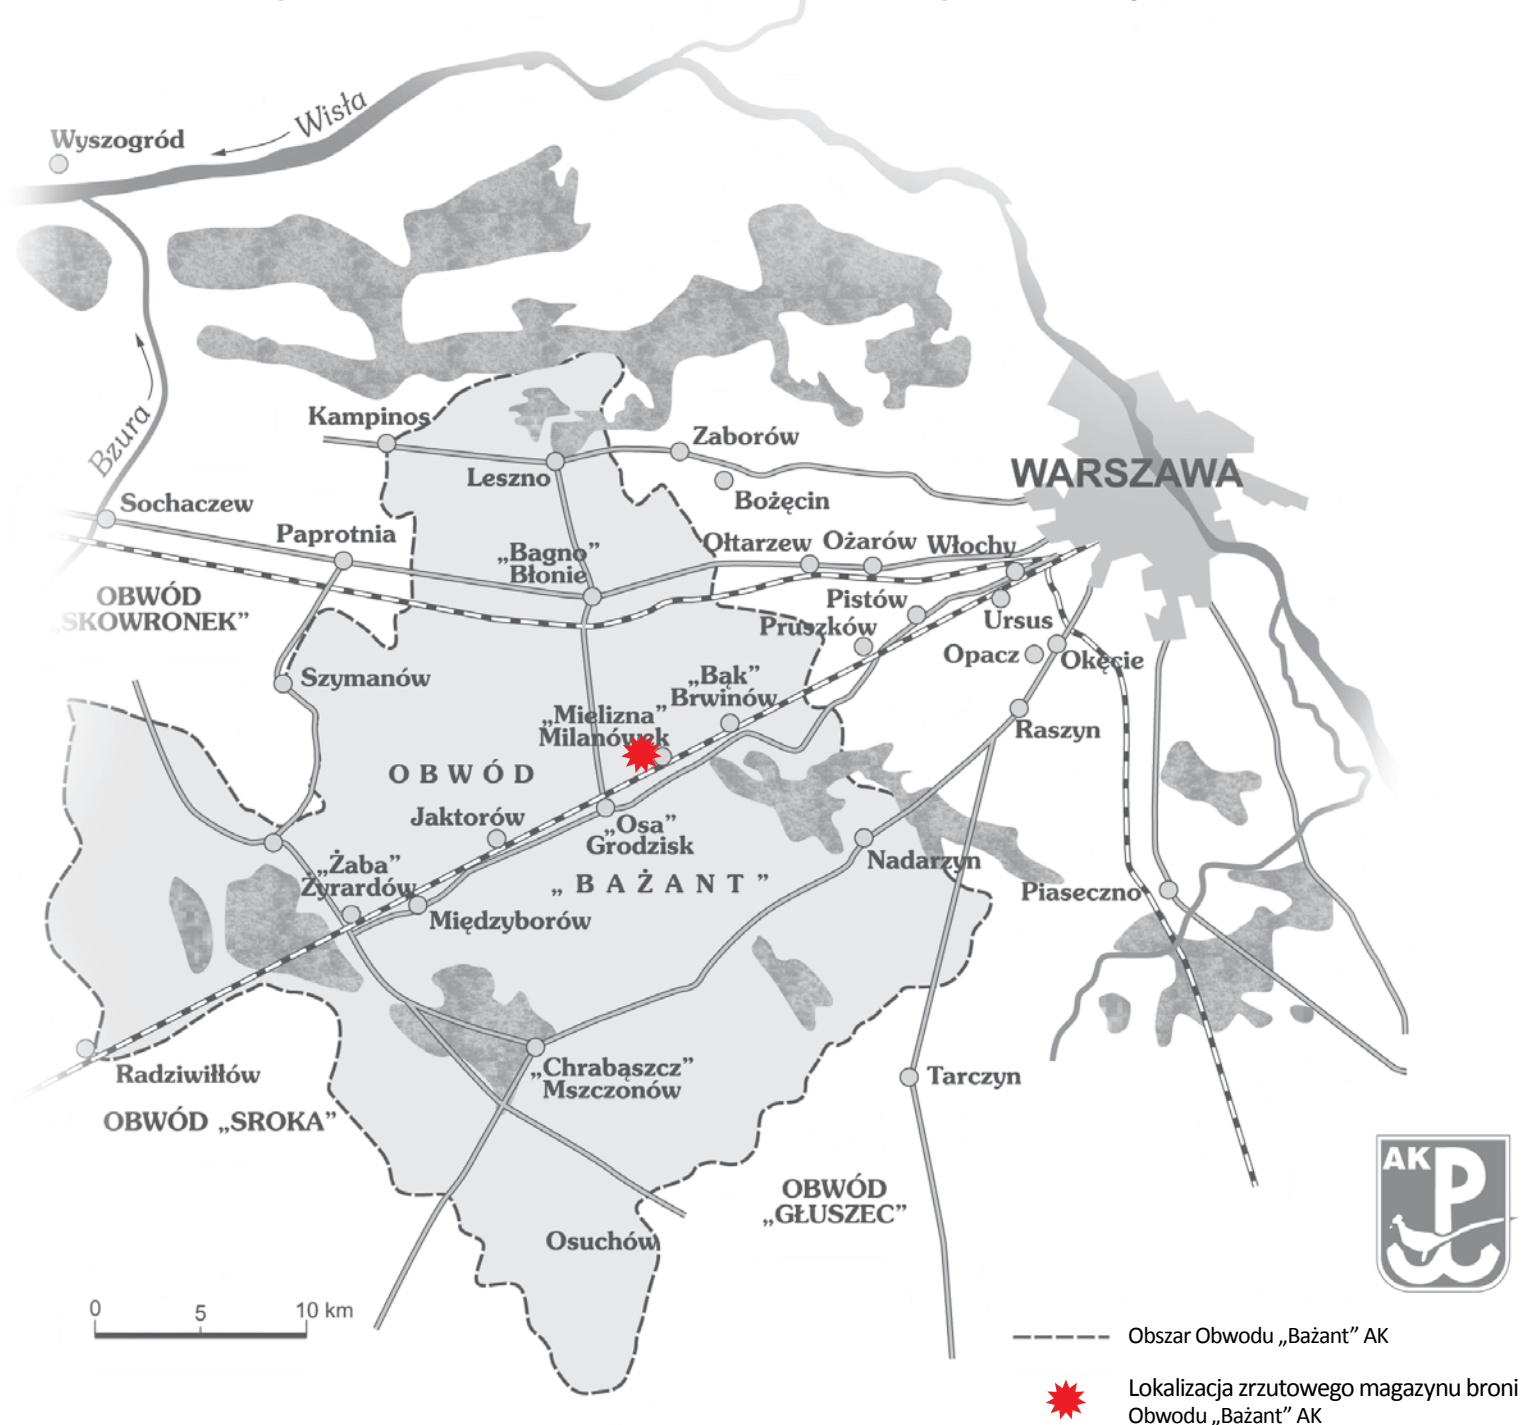 Wisła
Wyszogród
Bzura
Kampinos
Zaborów
Leszno
WARSZAWA
Bożęcin
Sochaczew
Paprotnia
„Bagno”
Błonie
Ołtarzew
Ożarów
Włochy
OBWÓD
„SKOWRONEK”
Pistów
Pruszków
Ursus
Opacz
Okęcie
Szymanów
„Bąk”
Brwinów
„Mielizna”
Milanówek
Raszyn
OBWÓD
Jaktorów
„Osa”
Grodzisk
„Żaba”
Żyrardów
„BAŻANT”
Nadarzyn
Piaseczno
Międzyborów
Radziwiłłów
„Chrabąszcz”
Mszczonów
Tarczyn
OBWÓD „SROKA”
OBWÓD
„GŁUSZEC”
Osuchów
AK
P
0 5 10 km
Obszar Obwodu „Bażant” AK
Lokalizacja zrzutowego magazynu broni
Obwodu „Bażant” AK